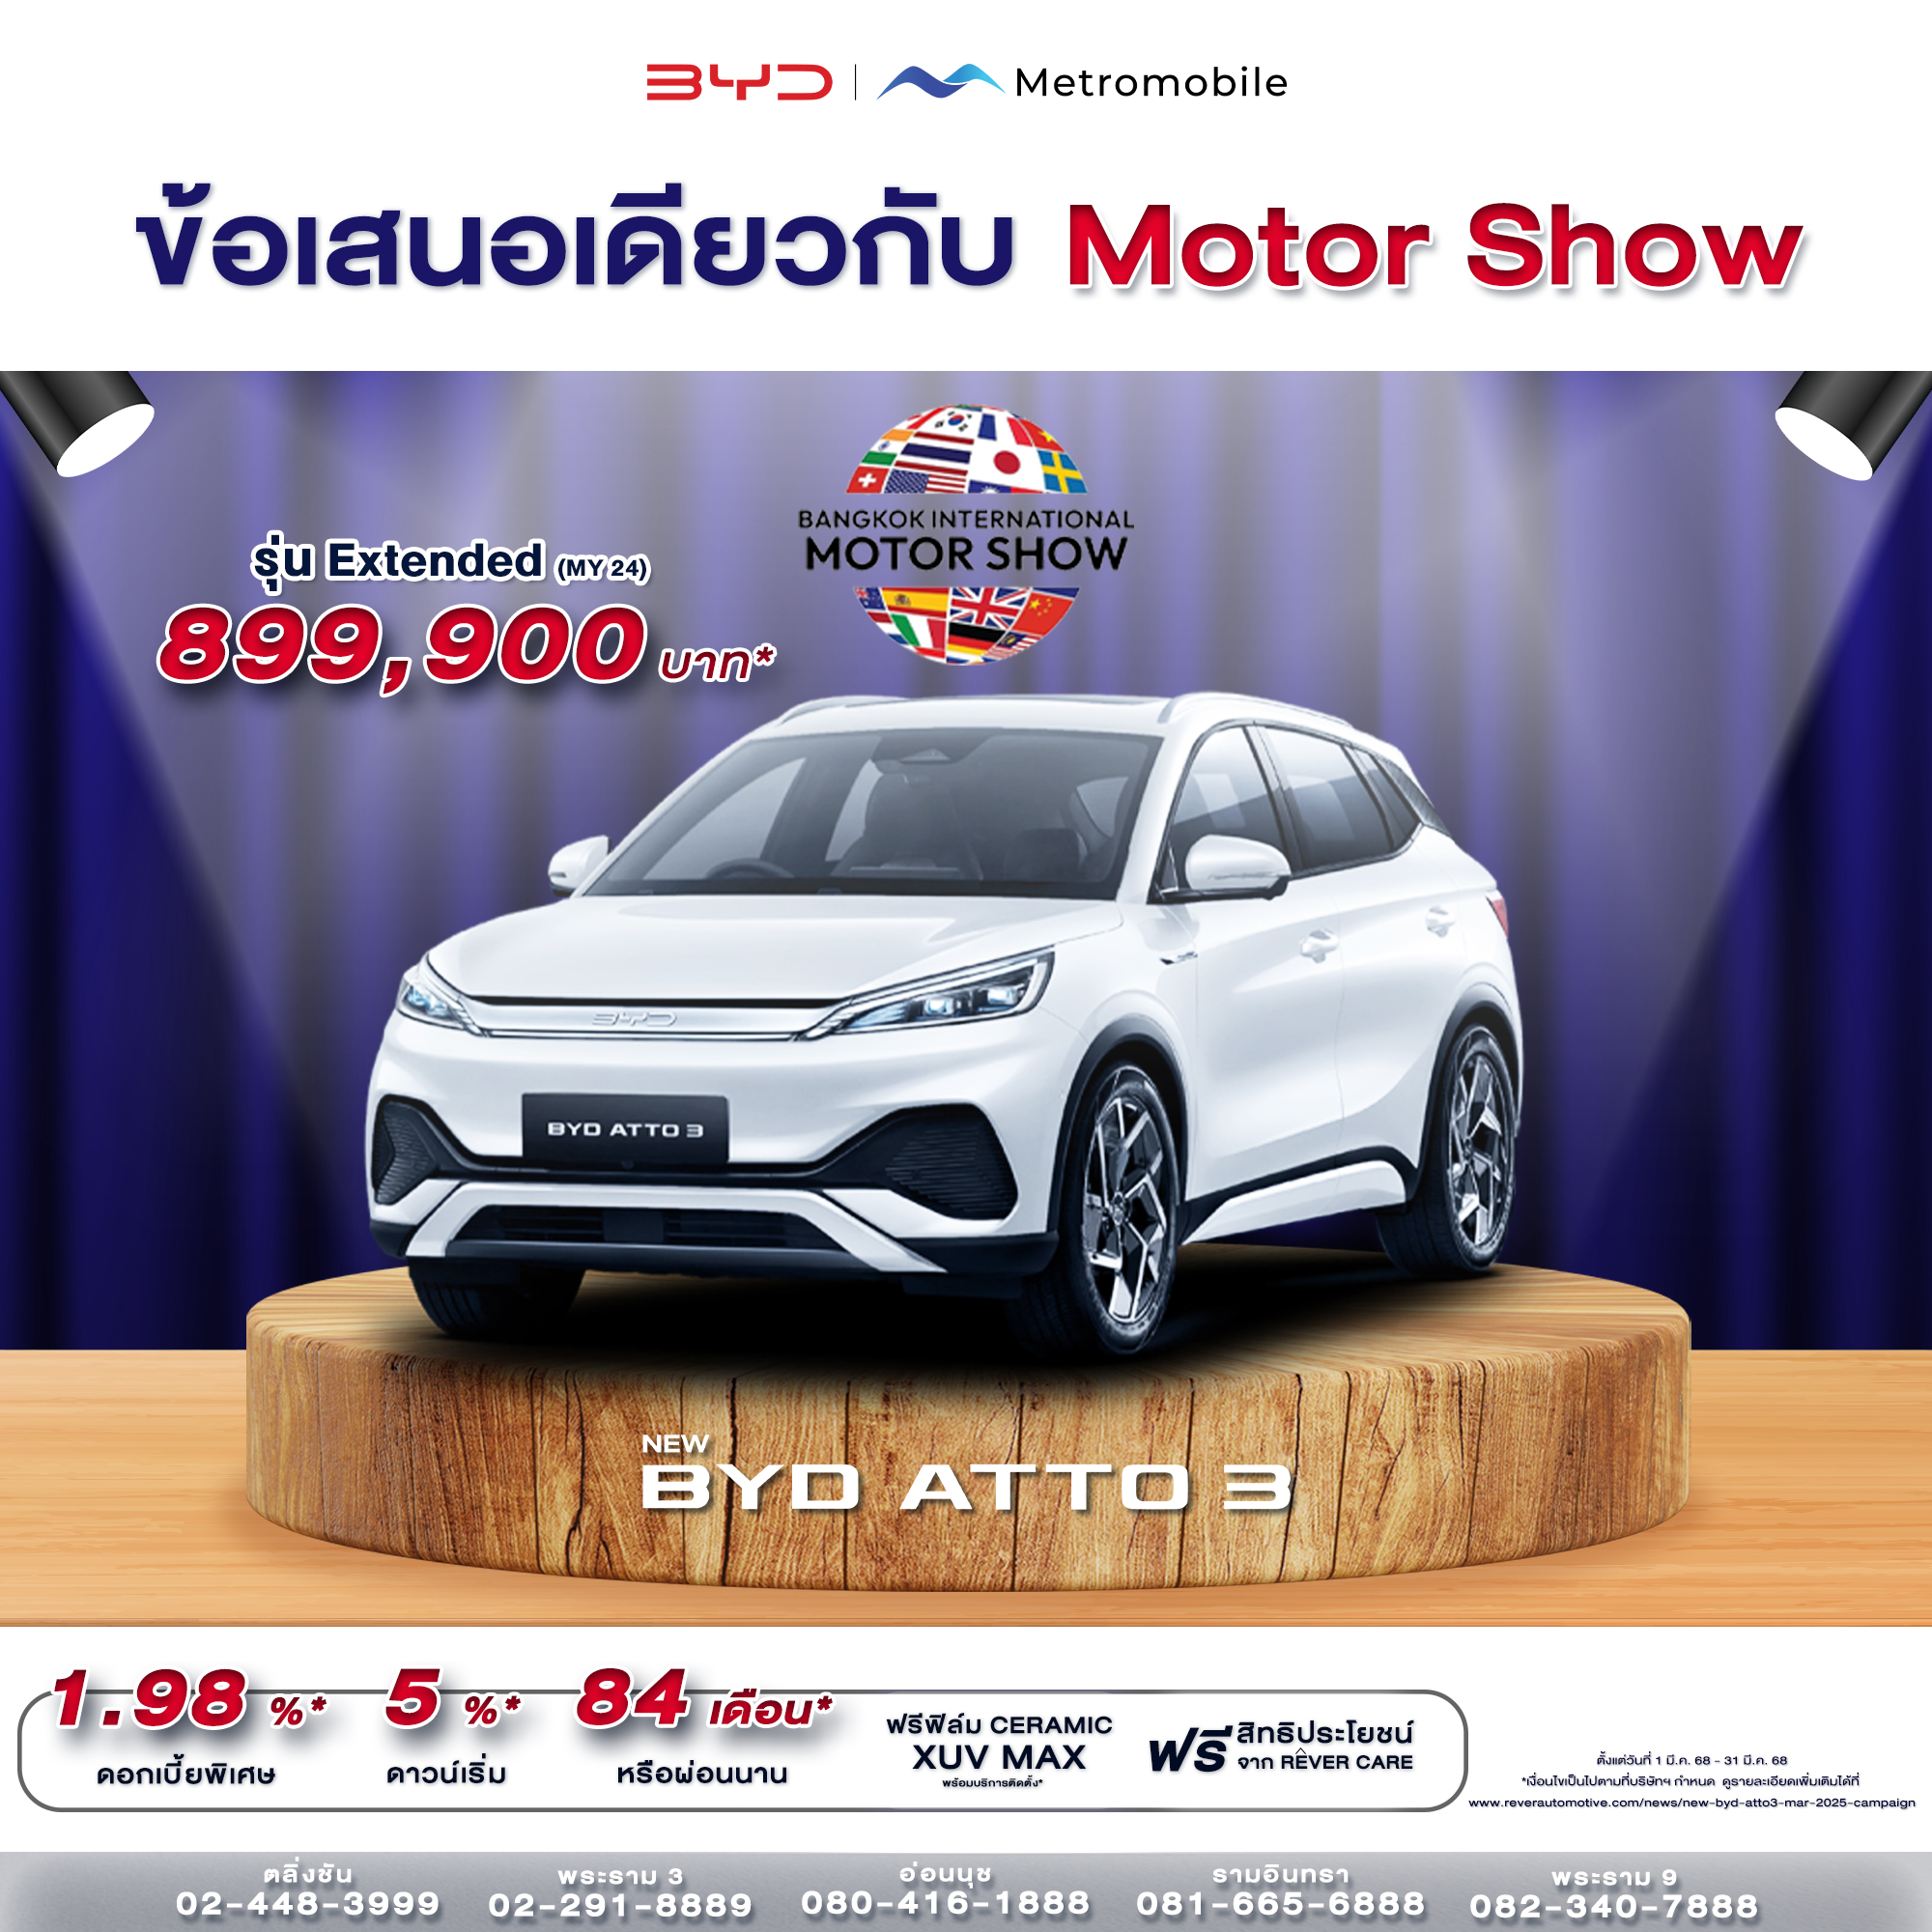 BYD | Metromobile
ข้อเสนอเดียวกับ Motor Show
BANGKOK INTERNATIONAL
MOTOR SHOW
รุ่น Extended (MY 24)
899,900 บาท*
BYD
BYD ATTO 3
NEW
BYD ATTO 3
1.98 %*
ดอกเบี้ยพิเศษ
5 %*
ดาวน์เริ่ม
84 เดือน*
หรือผ่อนนาน
ฟรีฟิล์ม CERAMIC
XUV MAX
พร้อมบริการติดตั้ง*
ฟรี สิทธิประโยชน์
จาก RÊVER CARE
ตั้งแต่วันที่ 1 มี.ค. 68 - 31 มี.ค. 68
*เงื่อนไขเป็นไปตามที่บริษัทฯ กำหนด ดูรายละเอียดเพิ่มเติมได้ที่
www.reverautomotive.com/news/new-byd-atto3-mar-2025-campaign
ตลิ่งชัน
02-448-3999
พระราม 3
02-291-8889
อ่อนนุช
080-416-1888
รามอินทรา
081-665-6888
พระราม 9
082-340-7888